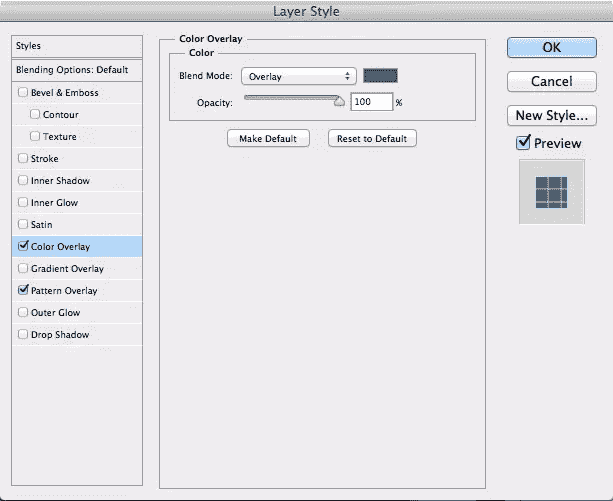 Layer Style
Styles
Blending Options: Default
Bevel & Emboss
Contour
Texture
Stroke
Inner Shadow
Inner Glow
Satin
Color Overlay
Gradient Overlay
Pattern Overlay
Outer Glow
Drop Shadow
Color Overlay
Color
Blend Mode: Overlay
Opacity: 100 %
Make Default Reset to Default
OK
Cancel
New Style...
Preview